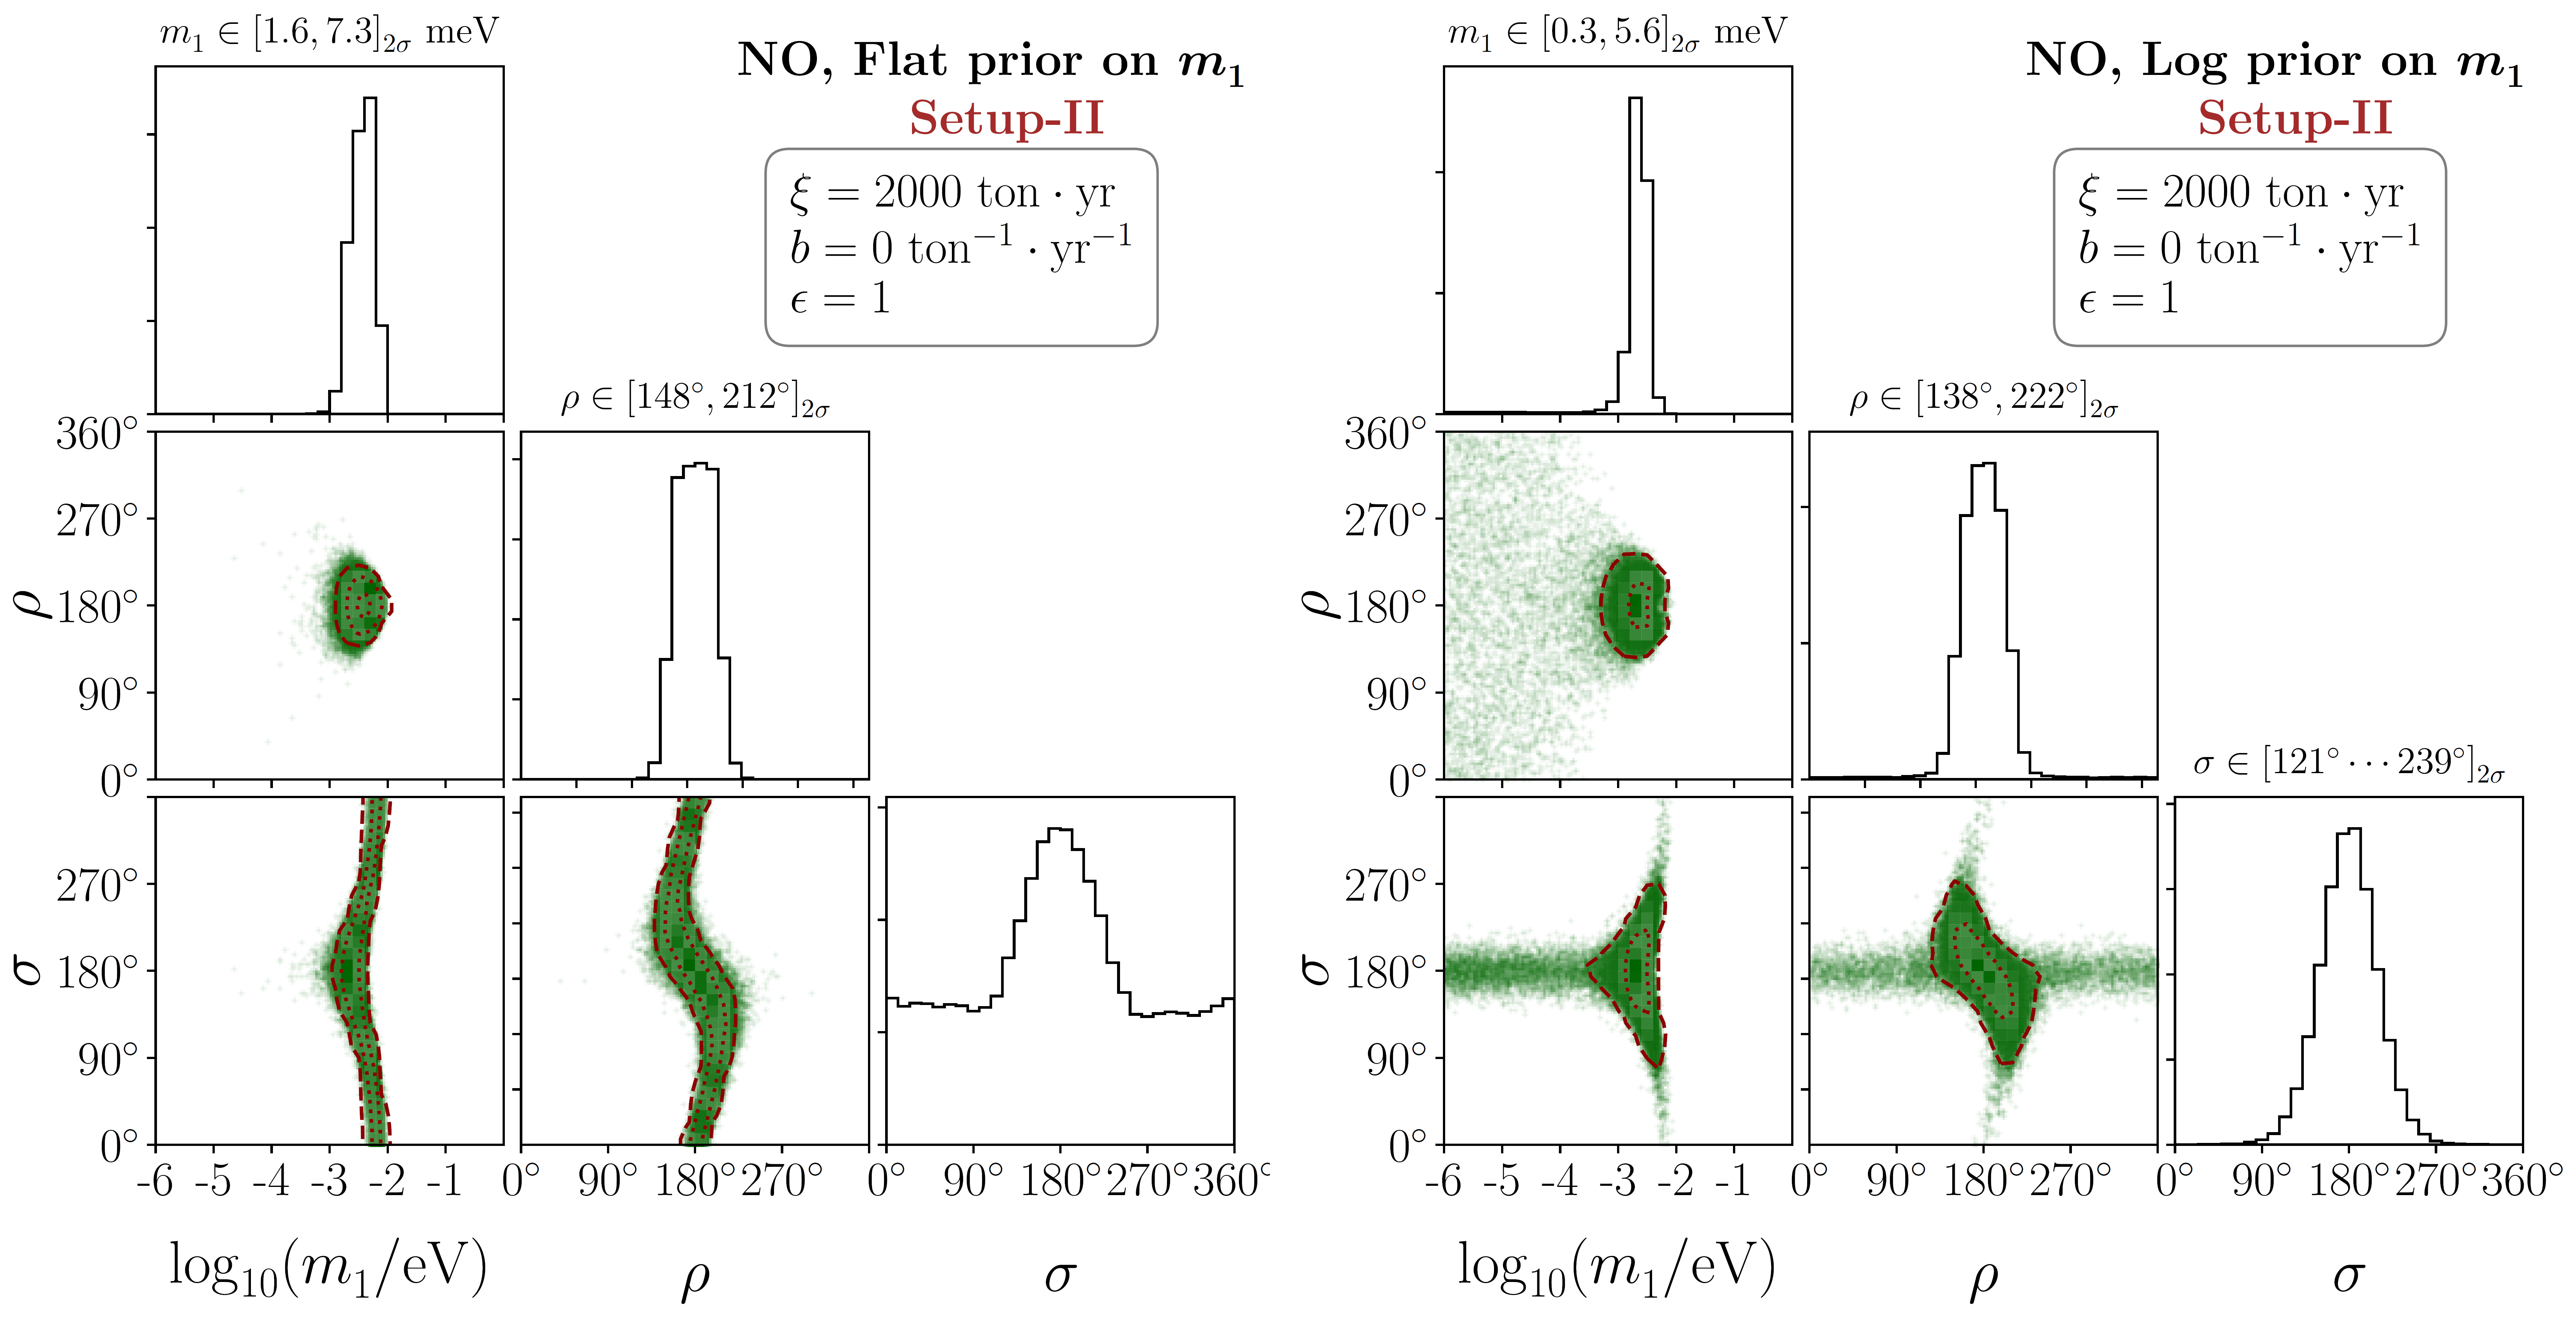 m₁ ∈ [1.6, 7.3]₂σ meV
NO, Flat prior on m₁
Setup-II
ξ = 2000 ton · yr
b = 0 ton⁻¹ · yr⁻¹
ϵ = 1
ρ ∈ [148°, 212°]₂σ
360°
270°
180°
90°
0°
ρ
270°
180°
90°
0°
σ
-6 -5 -4 -3 -2 -1 0° 90° 180° 270° 0° 90° 180° 270° 360°
log₁₀(m₁/eV) ρ σ
m₁ ∈ [0.3, 5.6]₂σ meV
NO, Log prior on m₁
Setup-II
ξ = 2000 ton · yr
b = 0 ton⁻¹ · yr⁻¹
ϵ = 1
ρ ∈ [138°, 222°]₂σ
360°
270°
180°
90°
0°
ρ
σ ∈ [121° ··· 239°]₂σ
270°
180°
90°
0°
σ
-6 -5 -4 -3 -2 -1 0° 90° 180° 270° 0° 90° 180° 270° 360°
log₁₀(m₁/eV) ρ σ